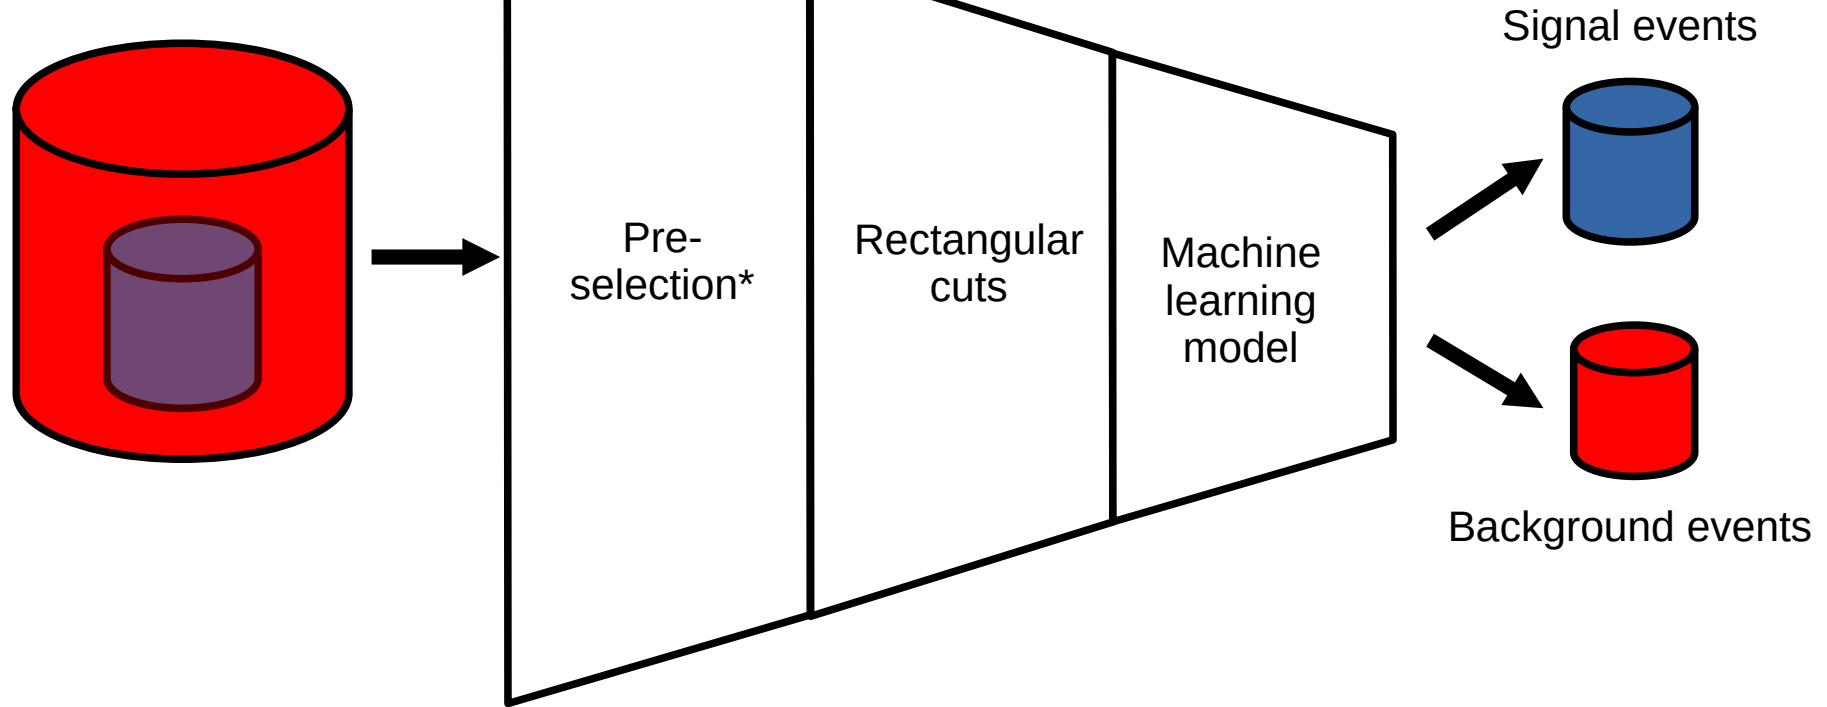 Signal events
Pre-
selection*
Rectangular
cuts
Machine
learning
model
Background events